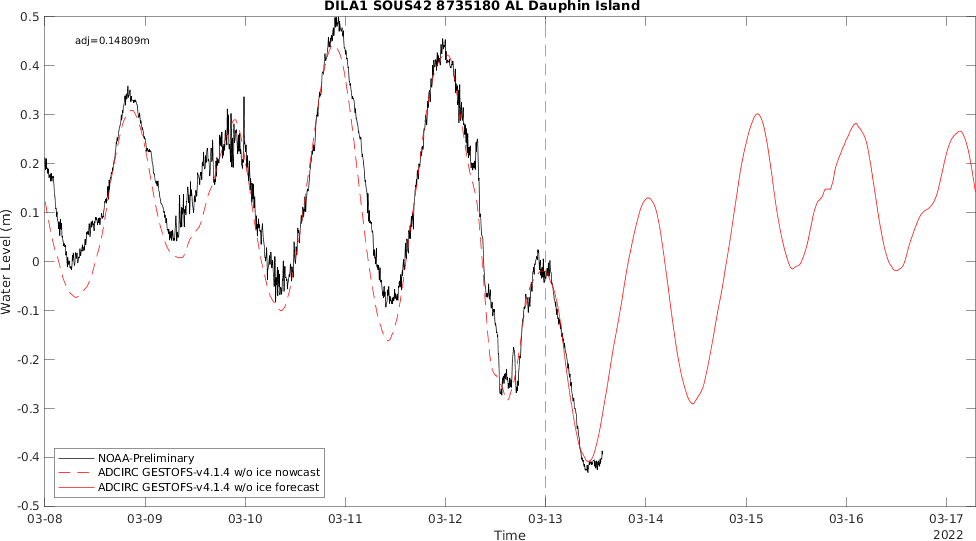 DILA1 SOUS42 8735180 AL Dauphin Island
adj=0.14809m
0.5
0.4
0.3
0.2
0.1
0
-0.1
-0.2
-0.3
-0.4
-0.5
Water Level (m)
NOAA-Preliminary
ADCIRC GESTOFS-v4.1.4 w/o ice nowcast
ADCIRC GESTOFS-v4.1.4 w/o ice forecast
03-08 03-09 03-10 03-11 03-12 03-13 03-14 03-15 03-16 03-17
Time
2022